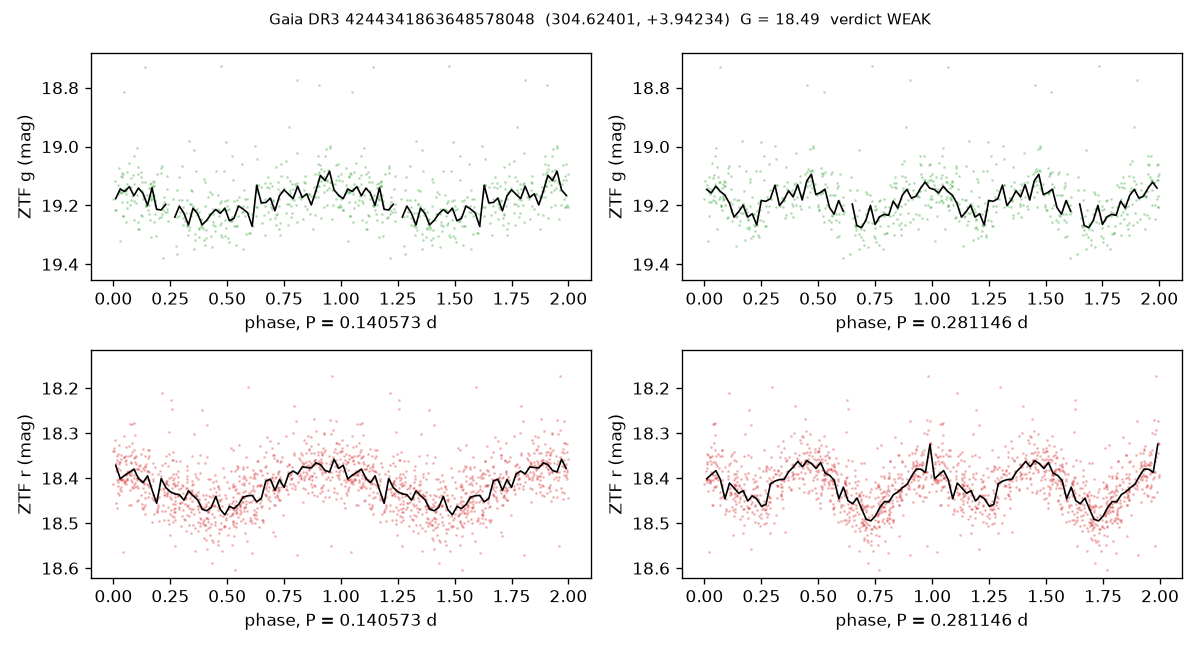 Gaia DR3 4244341863648578048 (304.62401, +3.94234) G = 18.49 verdict WEAK
ZTF g (mag)
18.8
19.0
19.2
19.4
0.00 0.25 0.50 0.75 1.00 1.25 1.50 1.75 2.00
phase, P = 0.140573 d
ZTF g (mag)
18.8
19.0
19.2
19.4
0.00 0.25 0.50 0.75 1.00 1.25 1.50 1.75 2.00
phase, P = 0.281146 d
ZTF r (mag)
18.2
18.3
18.4
18.5
18.6
0.00 0.25 0.50 0.75 1.00 1.25 1.50 1.75 2.00
phase, P = 0.140573 d
ZTF r (mag)
18.2
18.3
18.4
18.5
18.6
0.00 0.25 0.50 0.75 1.00 1.25 1.50 1.75 2.00
phase, P = 0.281146 d